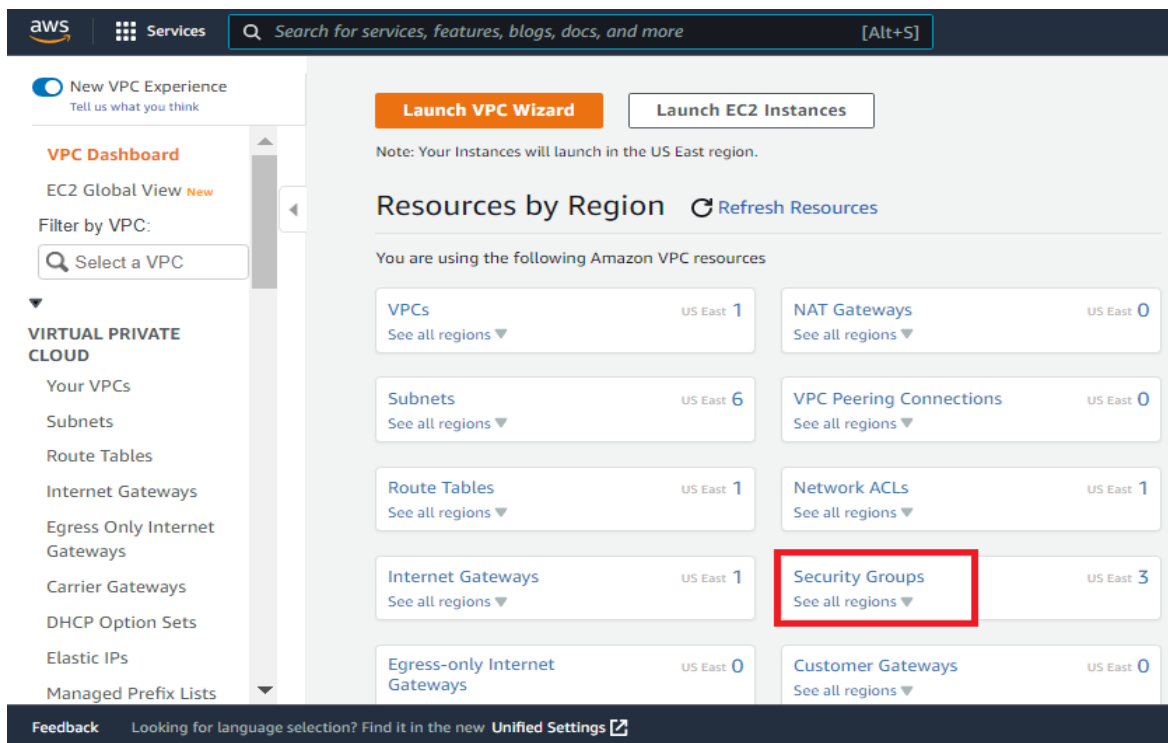 aws
Services
Search for services, features, blogs, docs, and more [Alt+S]
New VPC Experience
Tell us what you think
VPC Dashboard
EC2 Global View New
Filter by VPC:
Select a VPC
VIRTUAL PRIVATE
CLOUD
Your VPCs
Subnets
Route Tables
Internet Gateways
Egress Only Internet
Gateways
Carrier Gateways
DHCP Option Sets
Elastic IPs
Managed Prefix Lists
Launch VPC Wizard
Launch EC2 Instances
Note: Your Instances will launch in the US East region.
Resources by Region Refresh Resources
You are using the following Amazon VPC resources
VPCs US East 1
See all regions
NAT Gateways US East 0
See all regions
Subnets US East 6
See all regions
VPC Peering Connections US East 0
See all regions
Route Tables US East 1
See all regions
Network ACLs US East 1
See all regions
Internet Gateways US East 1
See all regions
Security Groups US East 3
See all regions
Egress-only Internet US East 0
Gateways
Customer Gateways US East 0
See all regions
Feedback Looking for language selection? Find it in the new Unified Settings